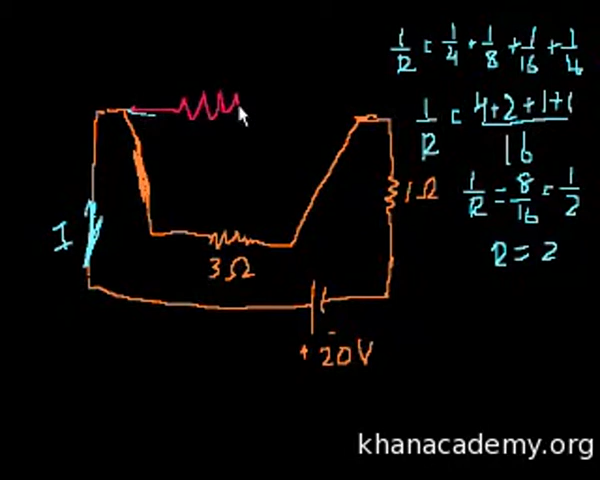 1/R = 1/4 + 1/8 + 1/16 + 1/16
1/R = 4+2+1+1/16
1/R = 8/16 = 1/2
R = 2
1Ω
I
3Ω
+ -
20V
khanacademy.org